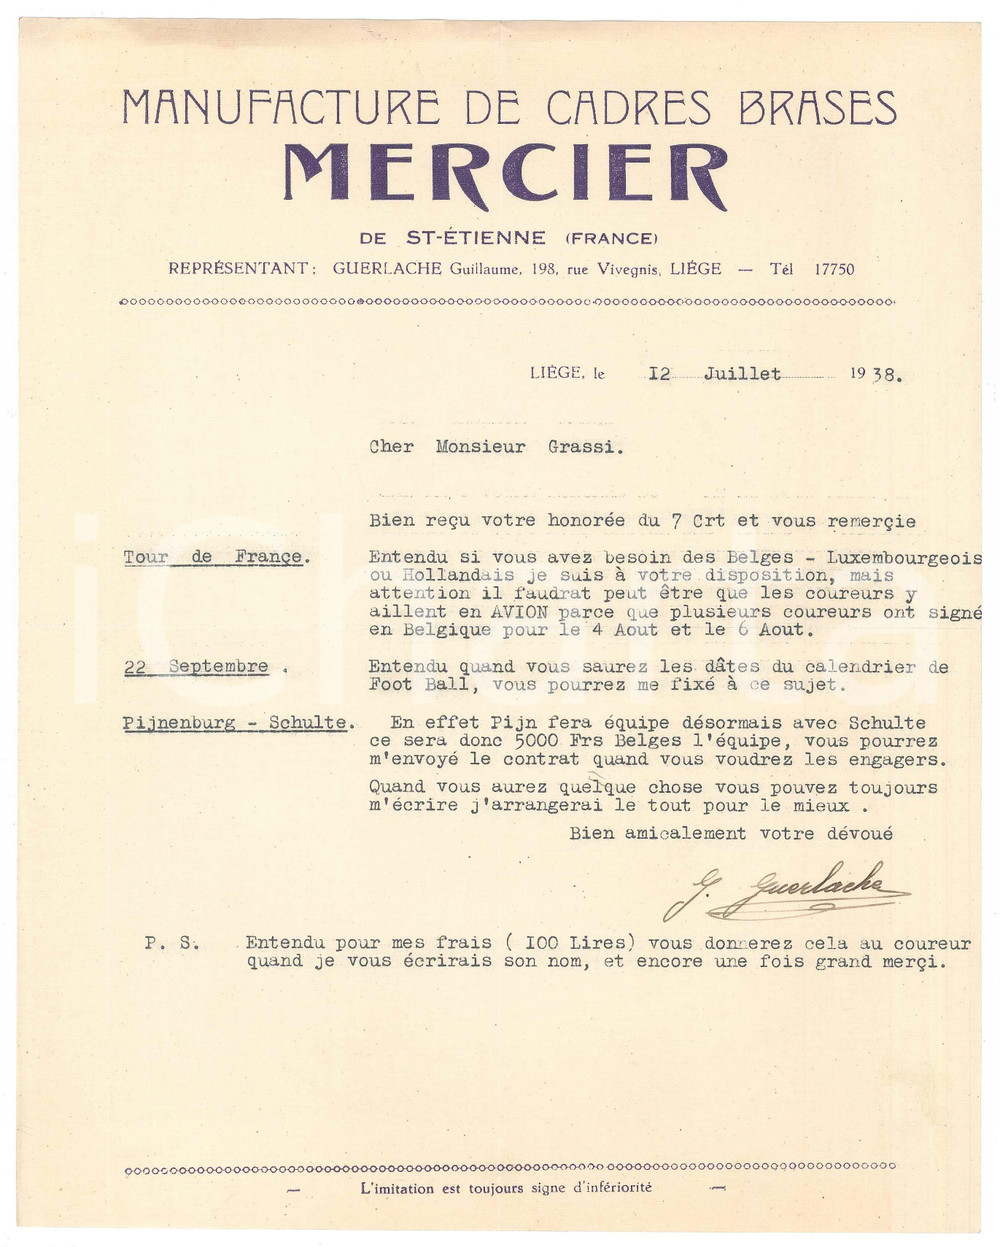 MANUFACTURE DE CADRES BRASES
MERCIER
DE ST-ÉTIENNE (FRANCE)
REPRÉSENTANT: GUERLACHE Guillaume, 198, rue Vivegnis, LIÉGE — Tél 17750
LIÉGE, le I2 Juillet 1938.
Cher Monsieur Grassi.
Bien reçu votre honorée du 7 Crt et vous remerçie
Tour de Françe. Entendu si vous avez besoin des Belges - Luxembourgeois
ou Hollandais je suis à votre disposition, mais
attention il faudrat peut être que les coureurs y
aillent en AVION parce que plusieurs coureurs ont signé
en Belgique pour le 4 Aout et le 6 Aout.
22 Septembre . Entendu quand vous saurez les dâtes du calendrier de
Foot Ball, vous pourrez me fixé à ce sujet.
Pijnenburg - Schulte. En effet Pijn fera équipe désormais avec Schulte
ce sera donc 5000 Frs Belges l'équipe, vous pourrez
m'envoyé le contrat quand vous voudrez les engagers.
Quand vous aurez quelque chose vous pouvez toujours
m'écrire j'arrangerai le tout pour le mieux .
Bien amicalement votre dévoué
G. Guerlache
P. S. Entendu pour mes frais ( I00 Lires) vous donnerez cela au coureur
quand je vous écrirais son nom, et encore une fois grand merçi.
L'imitation est toujours signe d'infériorité
iCharta